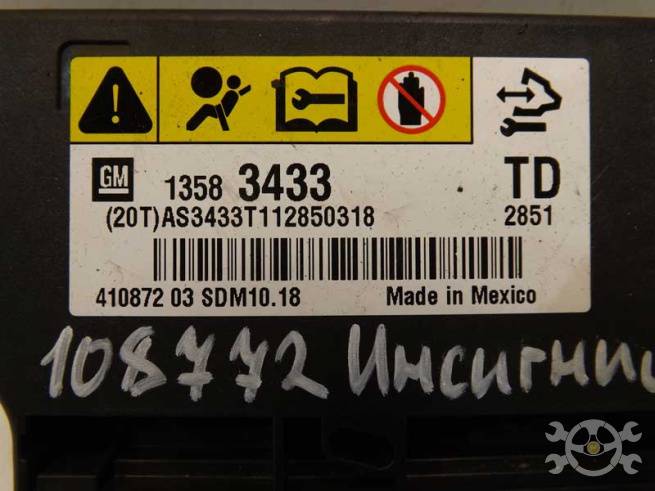 GM 1358 3433 TD
(20T)AS3433T112850318 2851
410872 03 SDM10.18 Made in Mexico
108772 Инсигни